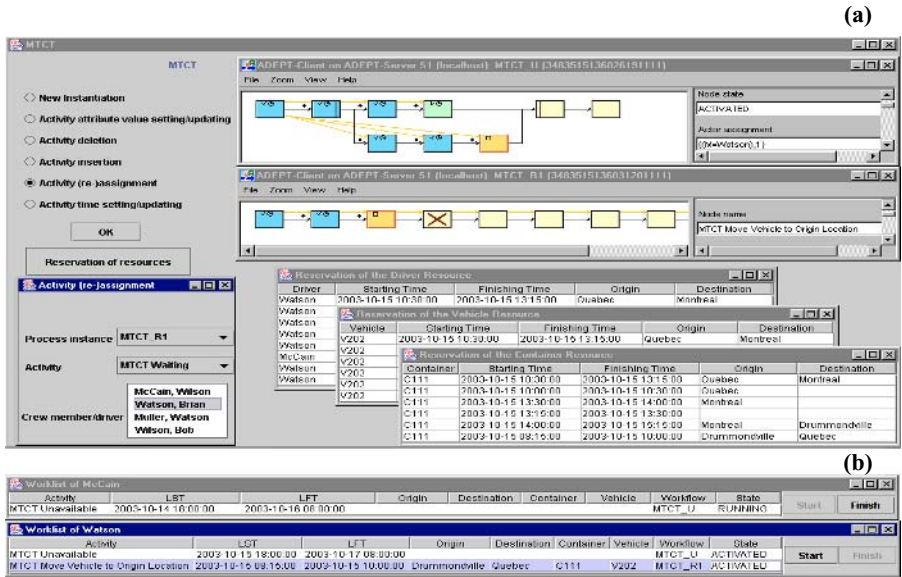 (a)
MTCT
MTCT
New Instantiation
Activity attribute value setting/updating
Activity deletion
Activity insertion
Activity (re-)assignment
Activity time setting/updating
OK
Reservation of resources
ADEPT-Client on ADEPT-Server S1 (localhost): MTCT_U
File Zoom View Help
Node state
ACTIVATED
Actor assignment
ADEPT-Client on ADEPT-Server S1 (localhost): MTCT_R1
File Zoom View Help
Node name
MTCT Move Vehicle to Origin Location
Activity (re-)assignment
Process instance MTCT_R1
Activity MTCT Waiting
Crew member/driver
McCain, Wilson
Watson, Brian
Muller, Watson
Wilson, Bob
Reservation of the Driver Resource
Driver Starting Time Finishing Time Origin Destination
Watson 2003-10-15 10:30:00 2003-10-15 13:15:00 Quebec Montreal
Watson
Watson
Watson
Watson
McCain
Watson
Watson
Reservation of the Vehicle Resource
Vehicle Starting Time Finishing Time Origin Destination
V202 2003-10-15 10:30:00 2003-10-15 13:15:00 Quebec Montreal
V202
V202
V202
V202
V202
Reservation of the Container Resource
Container Starting Time Finishing Time Origin Destination
C111 2003-10-15 10:30:00 2003-10-15 13:15:00 Quebec Montreal
C111 2003-10-15 10:00:00 2003-10-15 10:30:00 Quebec
C111 2003-10-15 13:30:00 2003-10-15 14:00:00 Montreal
C111 2003-10-15 13:15:00 2003-10-15 13:30:00
C111 2003-10-15 14:00:00 2003-10-15 15:15:00 Montreal Drummondville
C111 2003-10-15 08:15:00 2003-10-15 10:00:00 Drummondville Quebec
(b)
Worklist of McCain
Activity LST LFT Origin Destination Container Vehicle Workflow State
MTCT Unavailable 2003-10-14 18:00:00 2003-10-16 08:00:00 MTCT_U RUNNING
Start Finish
Worklist of Watson
Activity LST LFT Origin Destination Container Vehicle Workflow State
MTCT Unavailable 2003-10-15 18:00:00 2003-10-17 08:00:00 MTCT_U ACTIVATED
MTCT Move Vehicle to Origin Location 2003-10-15 08:15:00 2003-10-15 10:00:00 Drummondville Quebec C111 V202 MTCT_R1 ACTIVATED
Start Finish